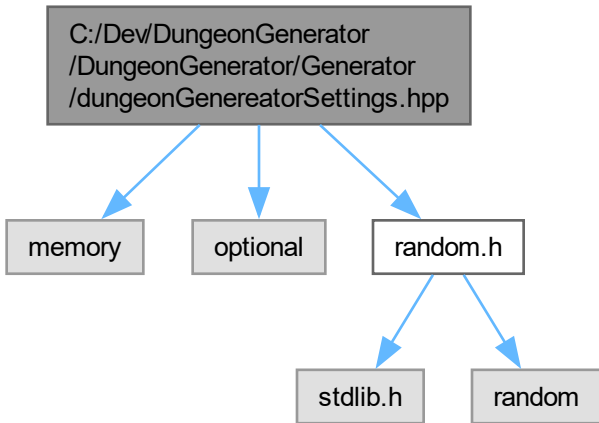 C:/Dev/DungeonGenerator
/DungeonGenerator/Generator
/dungeonGenereatorSettings.hpp
memory
optional
random.h
stdlib.h
random